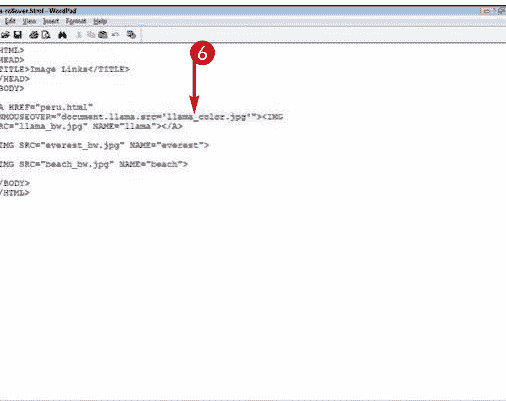 a-rollover.html - WordPad
Edit View Insert Format Help
6
HTML>
HEAD>
TITLE>Image Links</TITLE>
/HEAD>
BODY>
A HREF="peru.html"
NMOUSEOVER="document.llama.src='llama_color.jpg'"><IMG
RC="llama_bw.jpg" NAME="llama"></A>
IMG SRC="everest_bw.jpg" NAME="everest">
IMG SRC="beach_bw.jpg" NAME="beach">
/BODY>
/HTML>